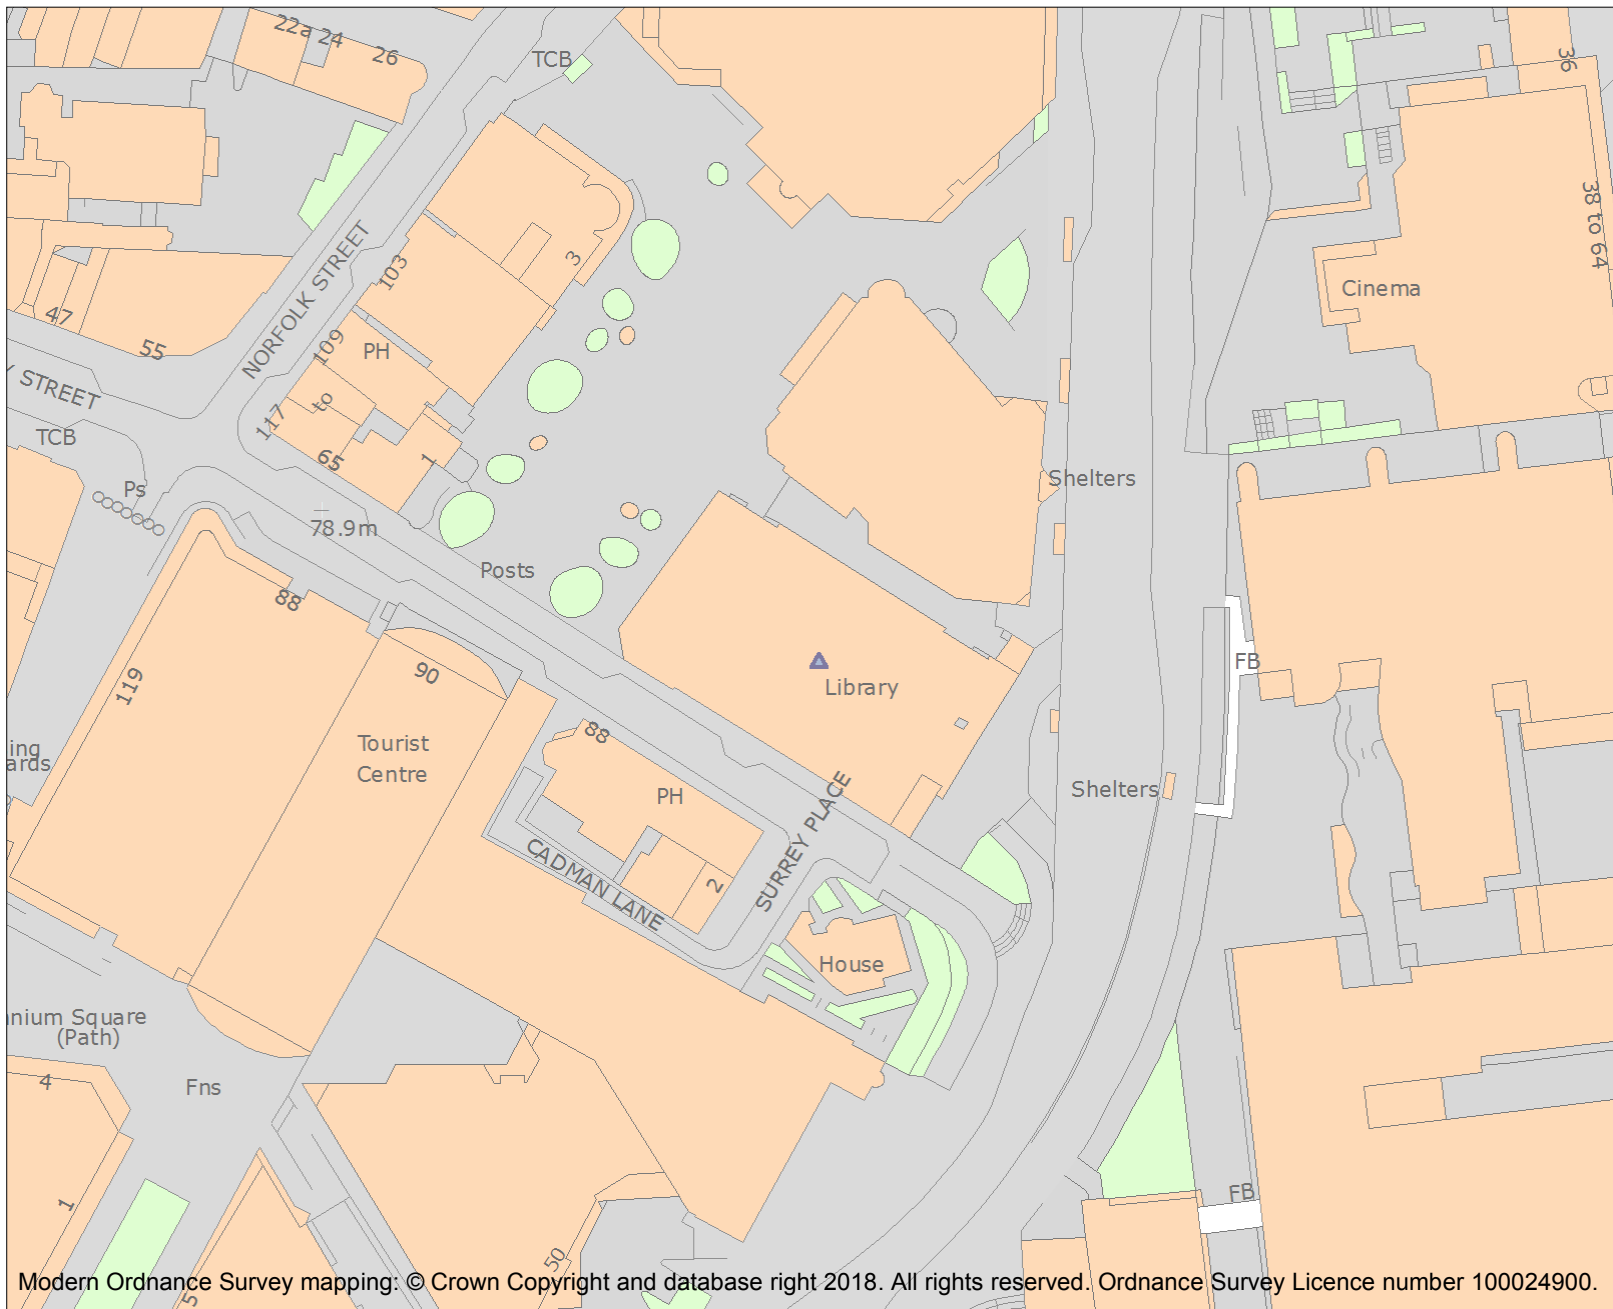 22a 24
26
TCB
36
38 to 64
3
103
NORFOLK STREET
Cinema
47
55
109
PH
to
117
STREET
TCB
65
1
Ps
78.9m
Shelters
Posts
88
FB
Library
119
90
88
Tourist
Centre
ing
ards
PH
Shelters
SURREY PLACE
CADMAN LANE
2
House
nium Square
(Path)
4
Fns
1
FB
50
5
Modern Ordnance Survey mapping: © Crown Copyright and database right 2018. All rights reserved. Ordnance Survey Licence number 100024900.